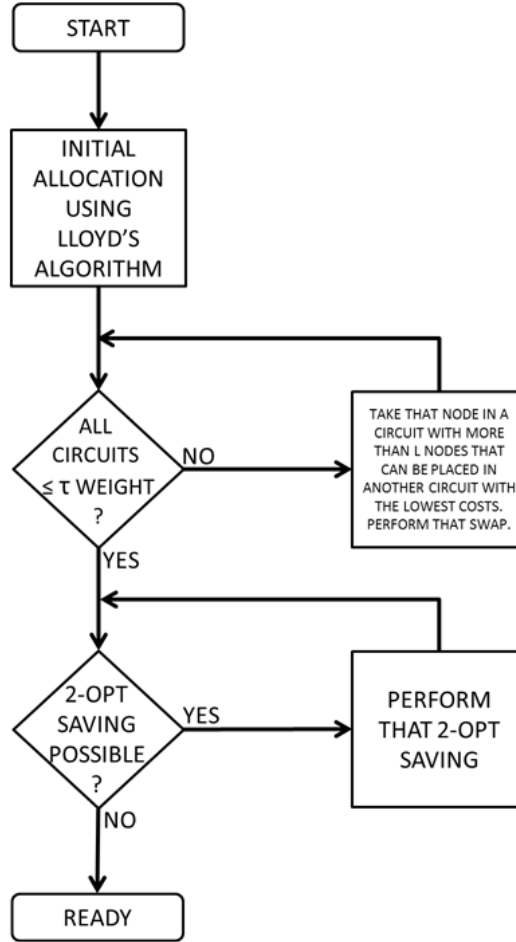 START
INITIAL
ALLOCATION
USING
LLOYD'S
ALGORITHM
ALL
CIRCUITS
≤ τ WEIGHT
?
NO
TAKE THAT NODE IN A
CIRCUIT WITH MORE
THAN L NODES THAT
CAN BE PLACED IN
ANOTHER CIRCUIT WITH
THE LOWEST COSTS.
PERFORM THAT SWAP.
YES
2-OPT
SAVING
POSSIBLE
?
YES
PERFORM
THAT 2-OPT
SAVING
NO
READY